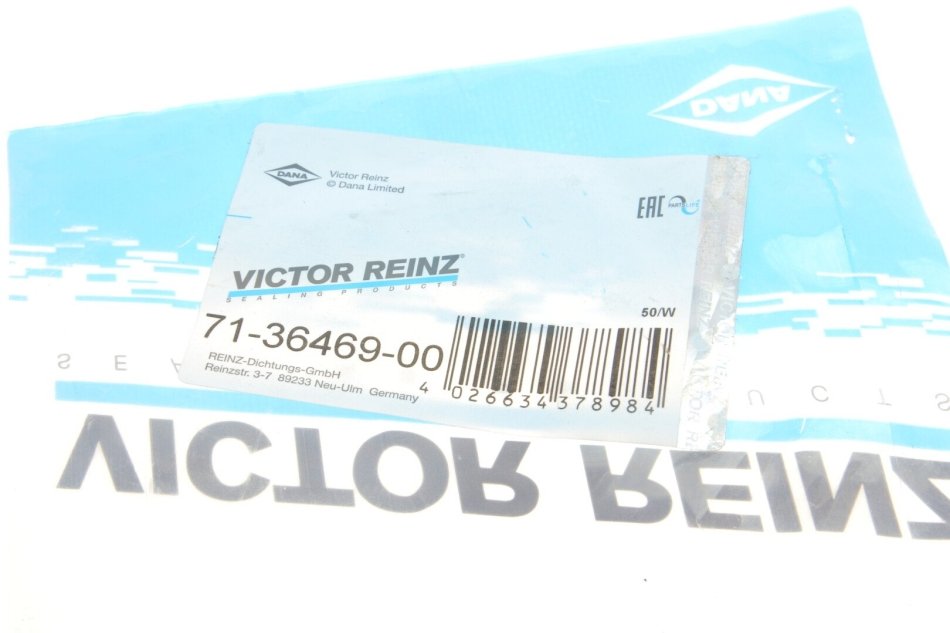 DANA
DANA
Victor Reinz
© Dana Limited
EAC
PARTSLIFE
VICTOR REINZ®
SEALING PRODUCTS
50/W
71-36469-00
REINZ-Dichtungs-GmbH
Reinzstr. 3-7 89233 Neu-Ulm Germany
4 026634 378984
VICTOR REINZ